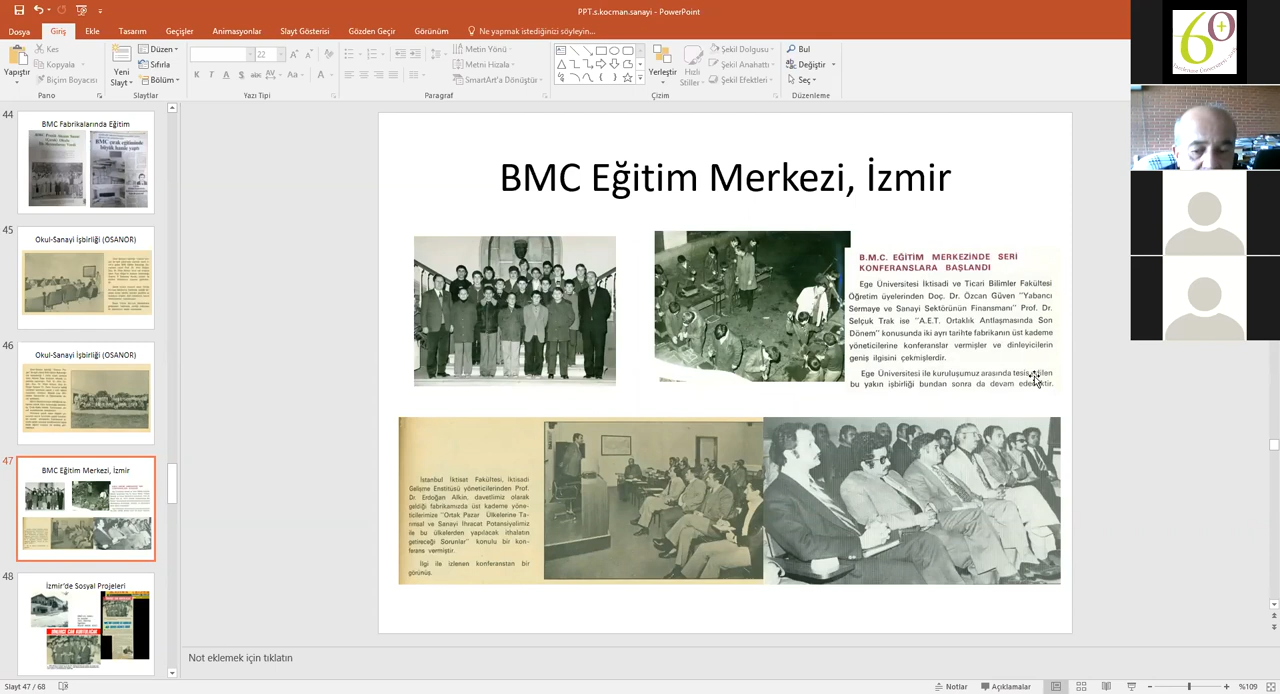 PPT.s.kocman.sanayi - PowerPoint
Dosya Giriş Ekle Tasarım Geçişler Animasyonlar Slayt Gösterisi Gözden Geçir Görünüm Ne yapmak istediğinizi söyleyin...
Yapıştır
Kes
Kopyala
Biçim Boyacısı
Pano
Yeni Slayt
Düzen
Sıfırla
Bölüm
Slaytlar
22
K T A S abc AV Aa A
Yazı Tipi
Metin Yönü
Metni Hizala
SmartArt'a Dönüştür
Paragraf
Yerleştir
Hızlı Stiller
Şekil Dolgusu
Şekil Anahattı
Şekil Efektleri
Çizim
Bul
Değiştir
Seç
Düzenleme
60+
44
BMC Fabrikalarında Eğitim
45
Okul-Sanayi İşbirliği (OSANOR)
46
Okul-Sanayi İşbirliği (OSANOR)
47
BMC Eğitim Merkezi, İzmir
48
İzmir'de Sosyal Projeleri
BMC Eğitim Merkezi, İzmir
B.M.C. EĞİTİM MERKEZİNDE SERİ
KONFERANSLARA BAŞLANDI
Ege Üniversitesi İktisadi ve Ticari Bilimler Fakültesi
Öğretim üyelerinden Doç. Dr. Özcan Güven "Yabancı
Sermaye ve Sanayi Sektörünün Finansmanı" Prof. Dr.
Selçuk Trak ise "A.E.T. Ortaklık Antlaşmasında Son
Dönem" konusunda iki ayrı tarihte fabrikanın üst kademe
yöneticilerine konferanslar vermişler ve dinleyicilerin
geniş ilgisini çekmişlerdir.
Ege Üniversitesi ile kuruluşumuz arasında tesis edilen
bu yakın işbirliği bundan sonra da devam edecektir.
İstanbul İktisat Fakültesi, İktisadi
Gelişme Enstitüsü yöneticilerinden Prof.
Dr. Erdoğan Alkin, davetlimiz olarak
geldiği fabrikamızda üst kademe yöne-
ticilerimize "Ortak Pazar Ülkelerine Ta-
rımsal ve Sanayi İhracat Potansiyelimiz
ile bu ülkelerden yapılacak ithalatın
getireceği Sorunlar" konulu bir kon-
ferans vermiştir.
İlgi ile izlenen konferanstan bir
görünüş.
Not eklemek için tıklatın
Slayt 47 / 68
Notlar
Açıklamalar
%109